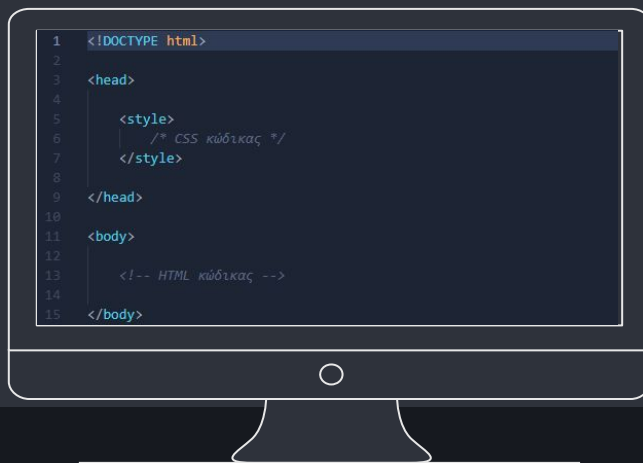 1 <!DOCTYPE html>
2
3 <head>
4
5 <style>
6 /* CSS κώδικας */
7 </style>
8
9 </head>
10
11 <body>
12
13 <!-- HTML κώδικας -->
14
15 </body>